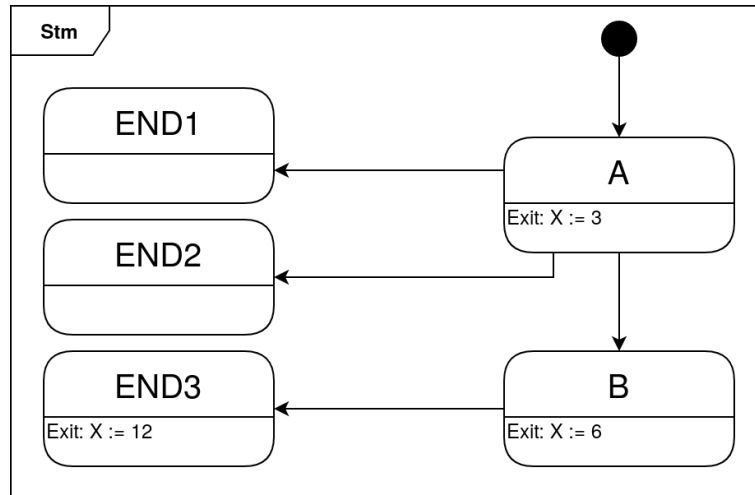 Stm
END1
A
Exit: X := 3
END2
END3
Exit: X := 12
B
Exit: X := 6